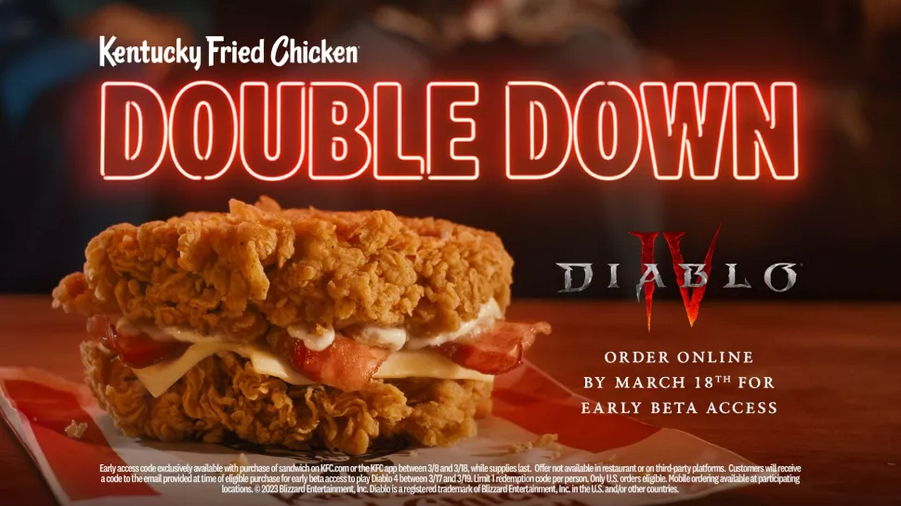 Kentucky Fried Chicken
DOUBLE DOWN
DIABLO
IV
ORDER ONLINE
BY MARCH 18TH FOR
EARLY BETA ACCESS
Early access code exclusively available with purchase of sandwich on KFC.com or the KFC app between 3/8 and 3/18, while supplies last. Offer not available in restaurant or on third-party platforms. Customers will receive
a code to the email provided at time of eligible purchase for early beta access to play Diablo 4 between 3/17 and 3/19. Limit 1 redemption code per person. Only U.S. orders eligible. Mobile ordering available at participating
locations. © 2023 Blizzard Entertainment, Inc. Diablo is a registered trademark of Blizzard Entertainment, Inc. in the U.S. and/or other countries.